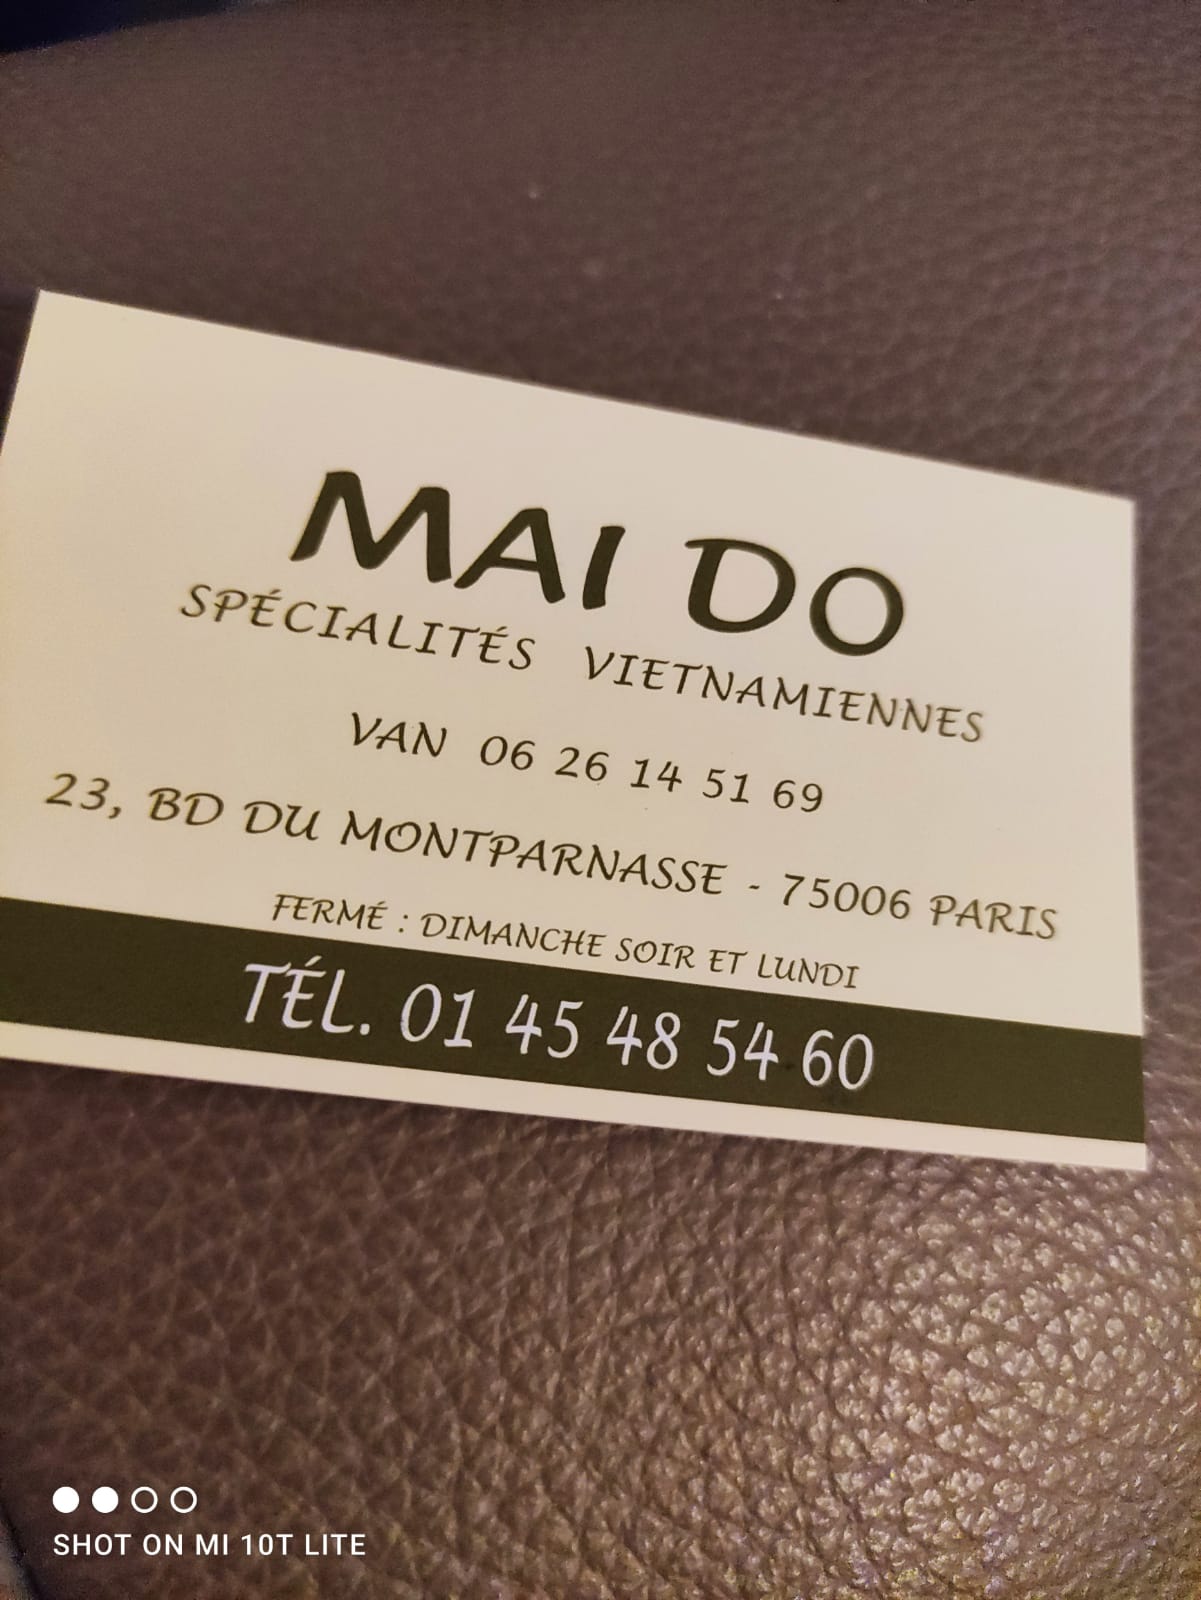 MAI DO
SPÉCIALITÉS VIETNAMIENNES
VAN 06 26 14 51 69
23, BD DU MONTPARNASSE - 75006 PARIS
FERMÉ : DIMANCHE SOIR ET LUNDI
TÉL. 01 45 48 54 60
SHOT ON MI 10T LITE